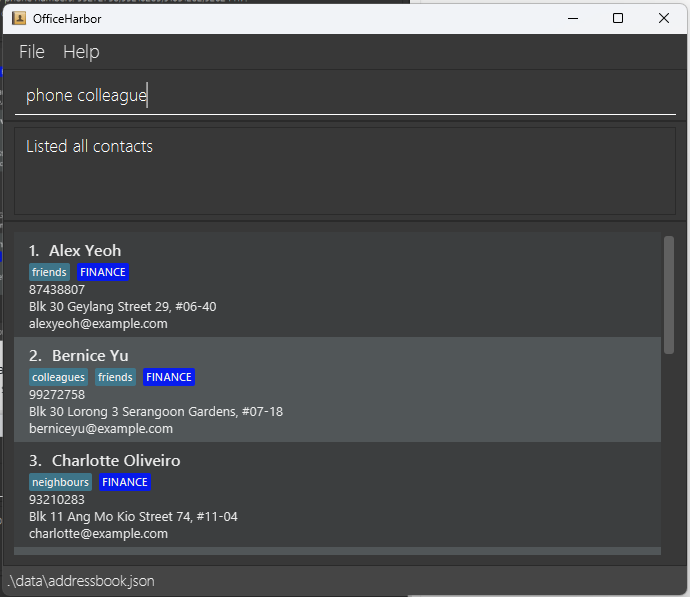 OfficeHarbor
File Help
phone colleague
Listed all contacts
1. Alex Yeoh
friends FINANCE
87438807
Blk 30 Geylang Street 29, #06-40
alexyeoh@example.com
2. Bernice Yu
colleagues friends FINANCE
99272758
Blk 30 Lorong 3 Serangoon Gardens, #07-18
berniceyu@example.com
3. Charlotte Oliveiro
neighbours FINANCE
93210283
Blk 11 Ang Mo Kio Street 74, #11-04
charlotte@example.com
.\data\addressbook.json